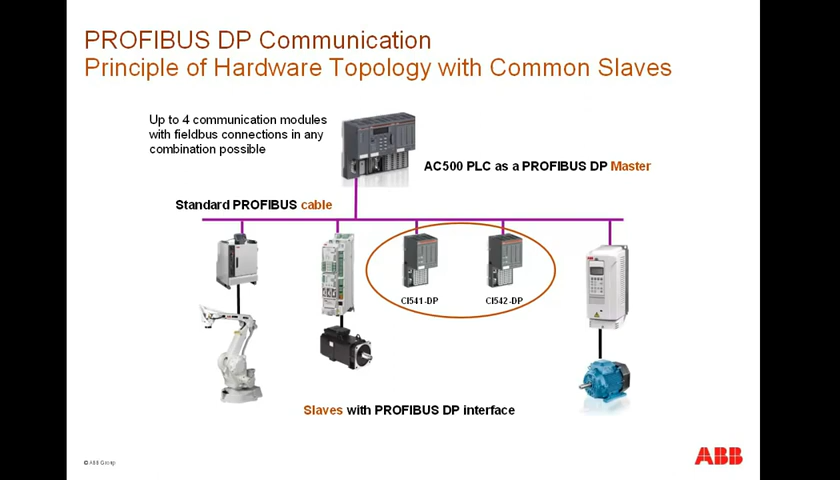 PROFIBUS DP Communication
Principle of Hardware Topology with Common Slaves
Up to 4 communication modules
with fieldbus connections in any
combination possible
AC500 PLC as a PROFIBUS DP Master
Standard PROFIBUS cable
CI541-DP
CI542-DP
ABB
Slaves with PROFIBUS DP interface
© ABB Group
ABB